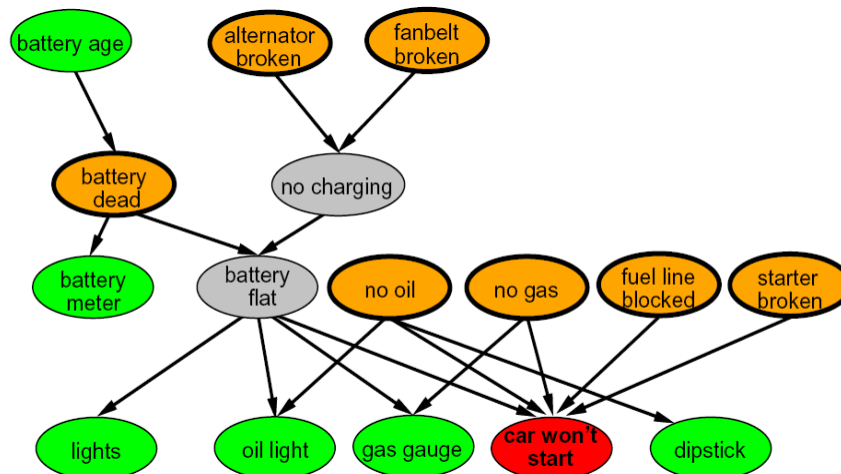 battery age
alternator
broken
fanbelt
broken
battery
dead
no charging
battery
meter
battery
flat
no oil
no gas
fuel line
blocked
starter
broken
lights
oil light
gas gauge
car won't
start
dipstick